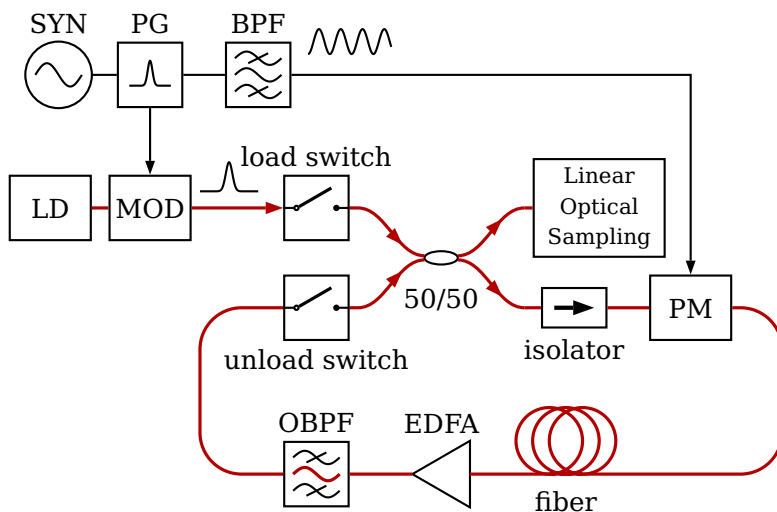 SYN
PG
BPF
load switch
LD
MOD
Linear
Optical
Sampling
50/50
unload switch
isolator
PM
OBPF
EDFA
fiber